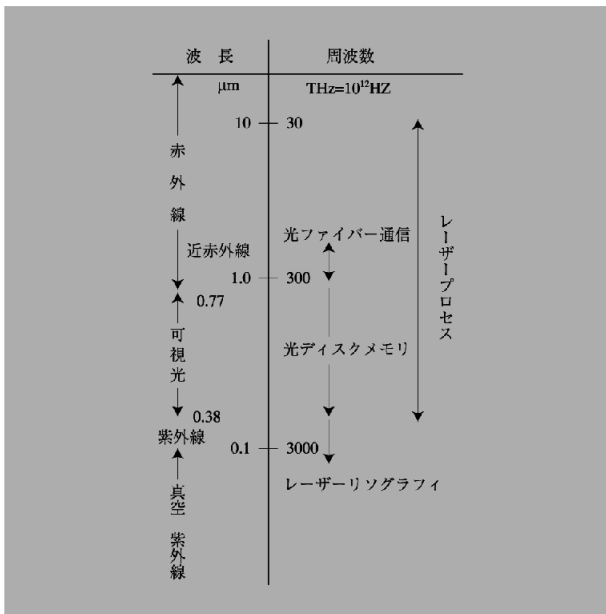 波 長 周波数
μm THz=10¹²HZ
10 30
赤外線
光ファイバー通信
近赤外線
1.0 300
0.77
レーザープロセス
可視光
光ディスクメモリ
0.38
紫外線
0.1 3000
レーザーリソグラフィ
真空紫外線